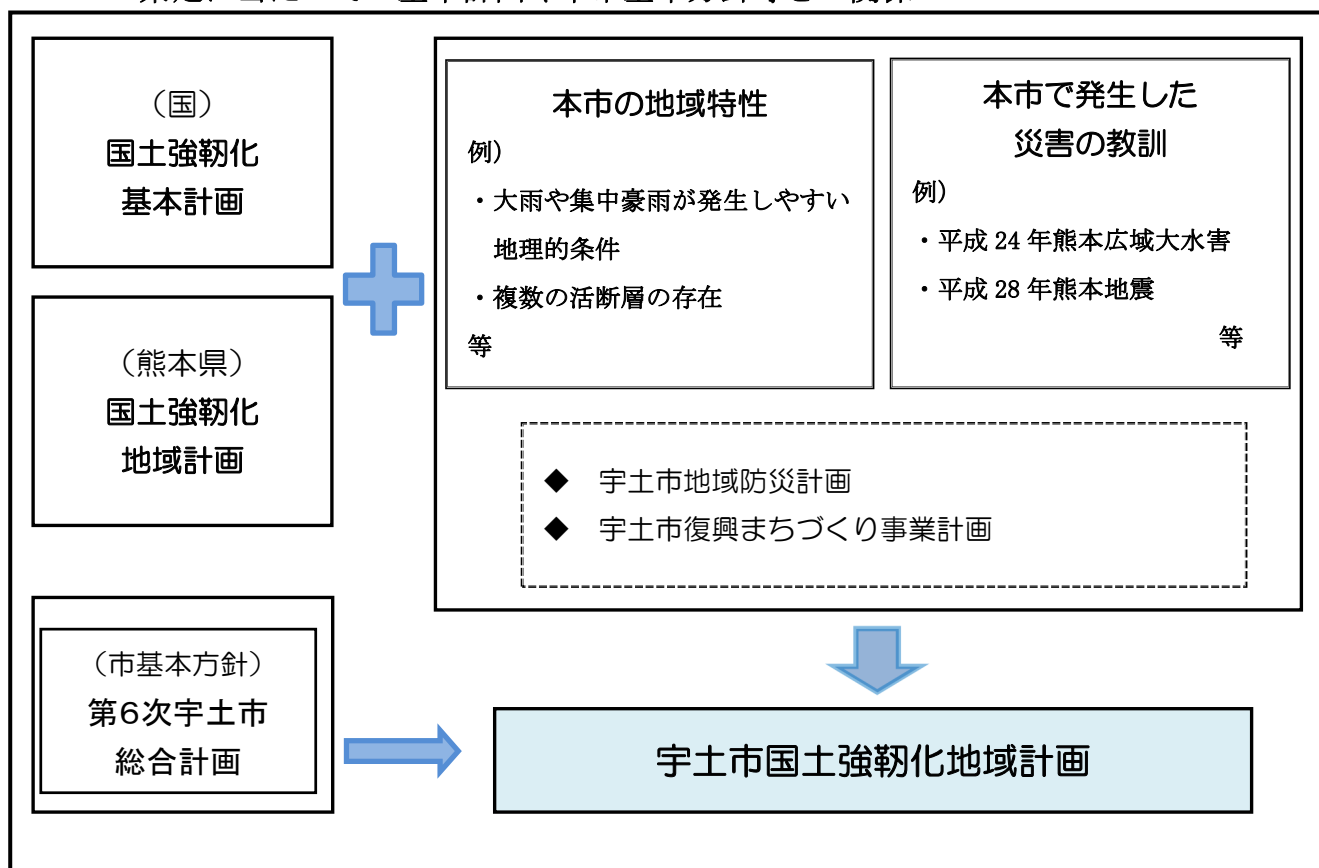 （国）
国土強靱化
基本計画
（熊本県）
国土強靱化
地域計画
本市の地域特性
例）
・大雨や集中豪雨が発生しやすい
地理的条件
・複数の活断層の存在
等
本市で発生した
災害の教訓
例）
・平成 24 年熊本広域大水害
・平成 28 年熊本地震
等
◆ 宇土市地域防災計画
◆ 宇土市復興まちづくり事業計画
（市基本方針）
第６次宇土市
総合計画
宇土市国土強靱化地域計画